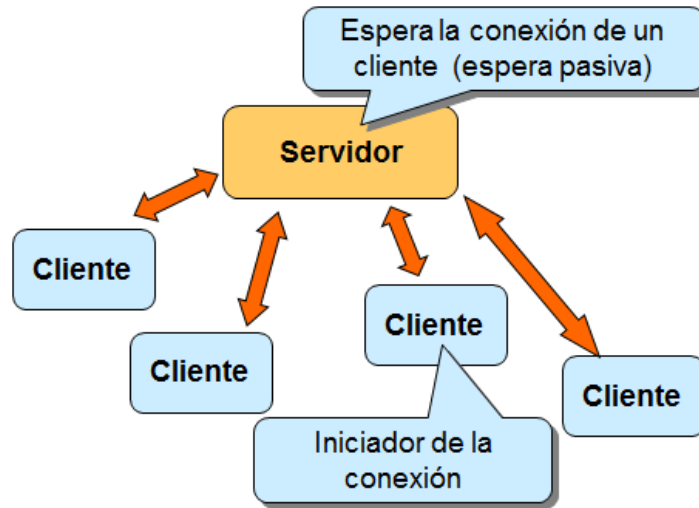 Espera la conexión de un
cliente (espera pasiva)
Servidor
Cliente
Cliente
Cliente
Cliente
Iniciador de la
conexión